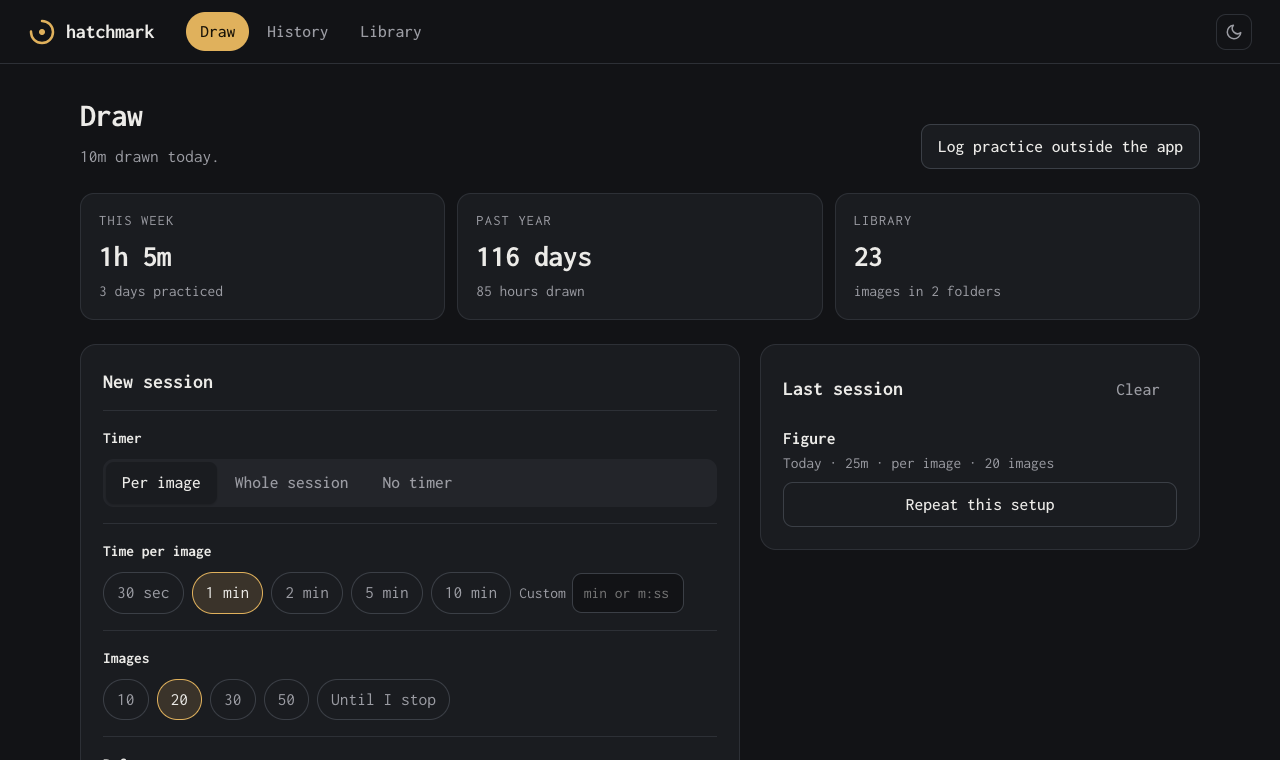 hatchmark Draw History Library
Draw
10m drawn today.
Log practice outside the app
THIS WEEK
1h 5m
3 days practiced
PAST YEAR
116 days
85 hours drawn
LIBRARY
23
images in 2 folders
New session
Timer
Per image Whole session No timer
Time per image
30 sec 1 min 2 min 5 min 10 min Custom min or m:ss
Images
10 20 30 50 Until I stop
Last session Clear
Figure
Today · 25m · per image · 20 images
Repeat this setup